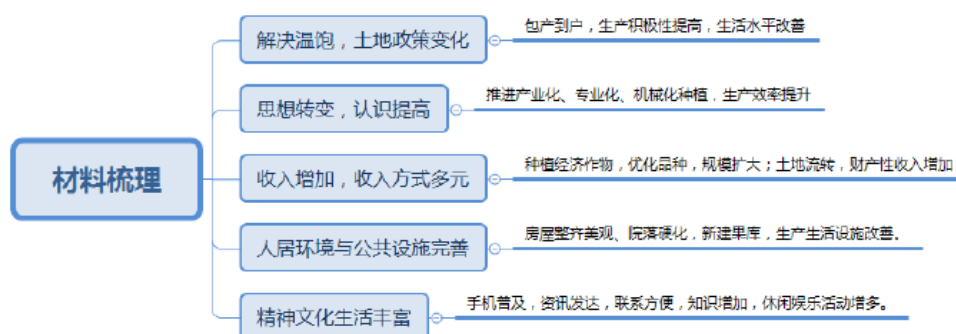 材料梳理
解决温饱，土地政策变化
包产到户，生产积极性提高，生活水平改善
思想转变，认识提高
推进产业化、专业化、机械化种植，生产效率提升
收入增加，收入方式多元
种植经济作物，优化品种，规模扩大；土地流转，财产性收入增加
人居环境与公共设施完善
房屋整齐美观、院落硬化，新建果库，生产生活设施改善。
精神文化生活丰富
手机普及，资讯发达，联系方便，知识增加，休闲娱乐活动增多。